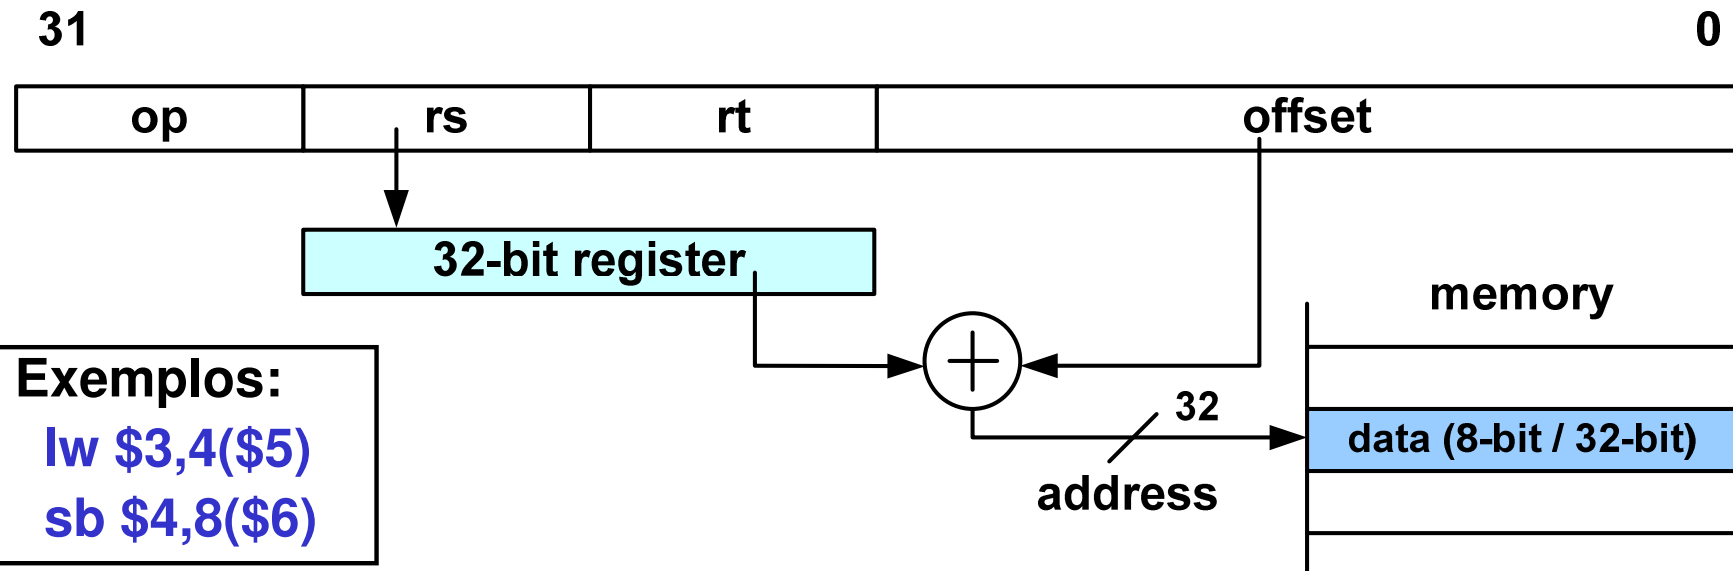 31 0
op rs rt offset
32-bit register
memory
Exemplos:
lw $3,4($5)
sb $4,8($6)
32
address
data (8-bit / 32-bit)